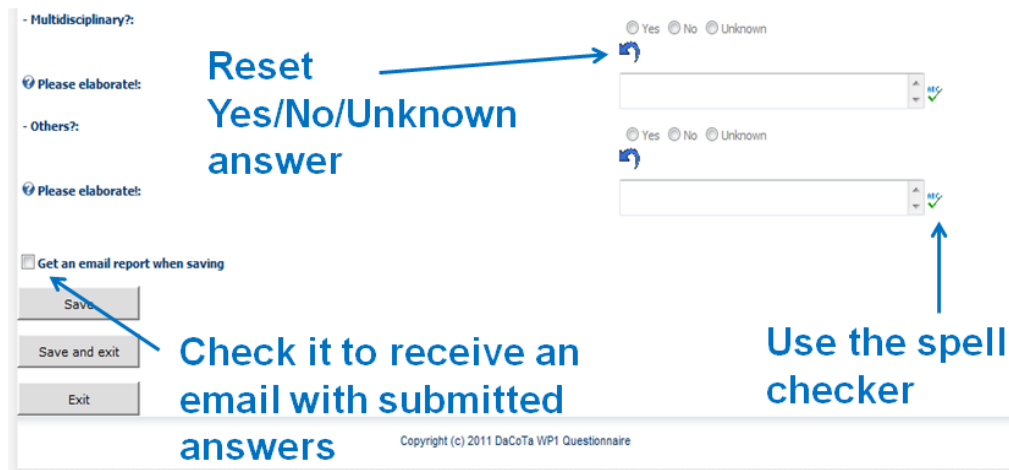 - Multidisciplinary?:
Yes No Unknown
Reset
Yes/No/Unknown
answer
Please elaborate!:
ABC
- Others?:
Yes No Unknown
Please elaborate!:
ABC
Get an email report when saving
Save
Save and exit
Exit
Check it to receive an
email with submitted
answers
Use the spell
checker
Copyright (c) 2011 DaCoTa WP1 Questionnaire